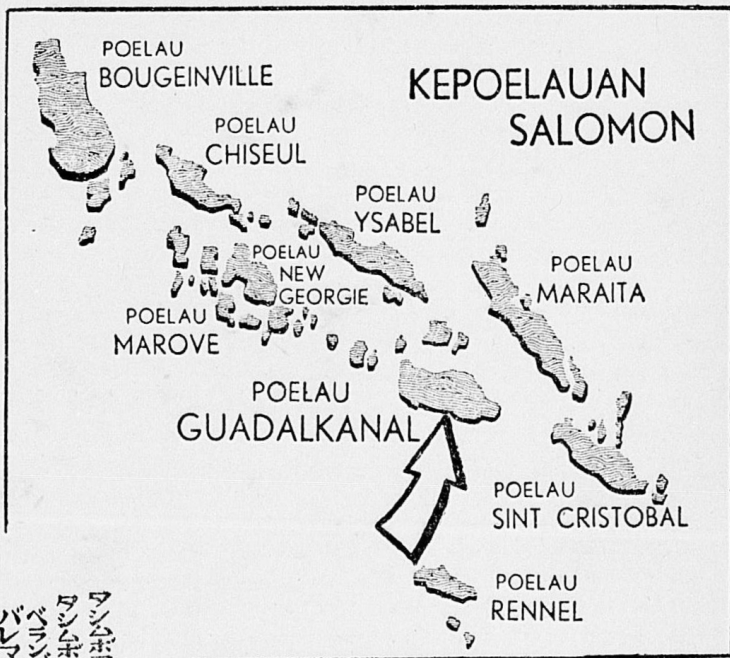 POELAU
BOUGEINVILLE
KEPOELAUAN
SALOMON
POELAU
CHISEUL
POELAU
YSABEL
POELAU
NEW
GEORGIE
POELAU
MARAITA
POELAU
MAROVE
POELAU
GUADALKANAL
POELAU
SINT CRISTOBAL
POELAU
RENNEL